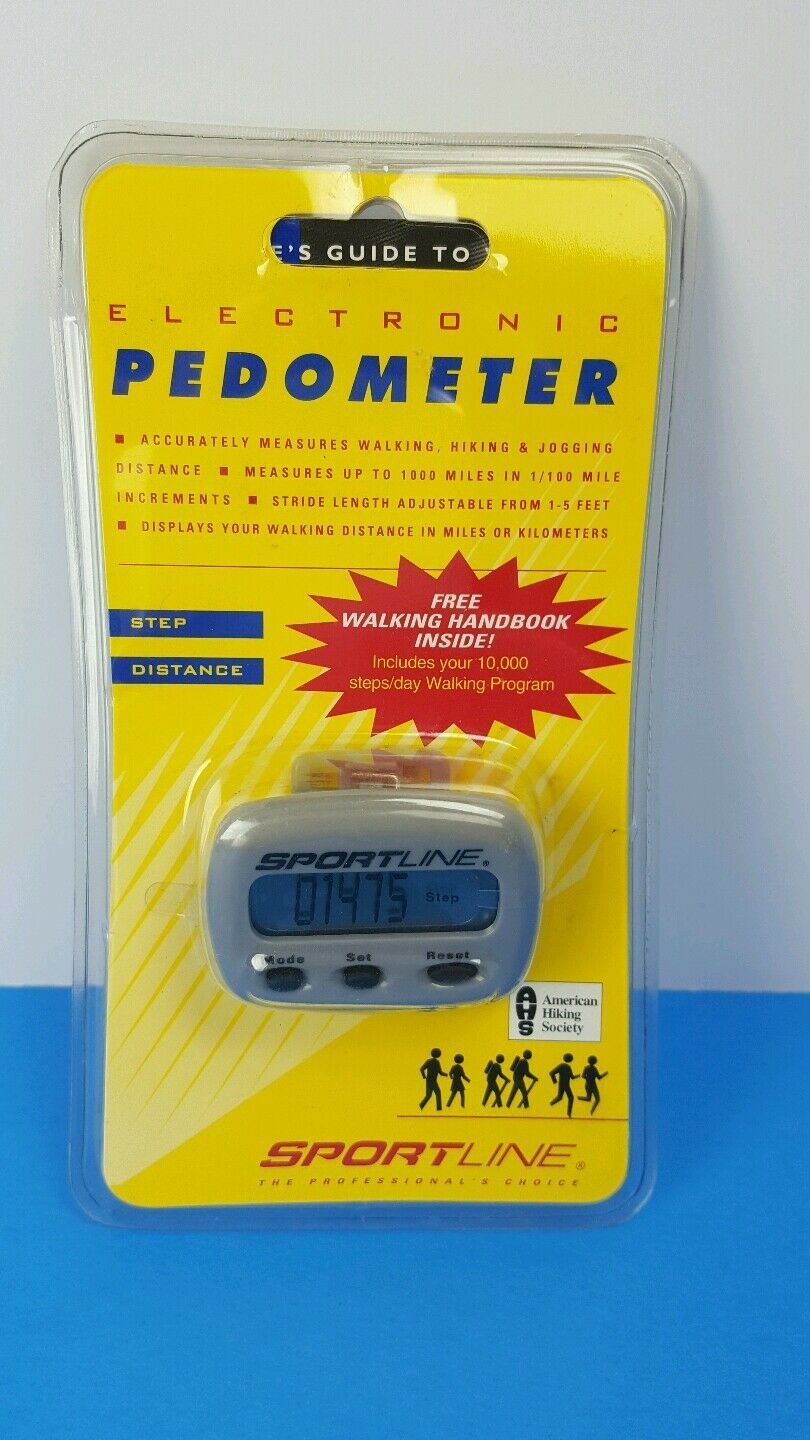 E'S GUIDE TO
ELECTRONIC
PEDOMETER
■ ACCURATELY MEASURES WALKING, HIKING & JOGGING
DISTANCE ■ MEASURES UP TO 1000 MILES IN 1/100 MILE
INCREMENTS ■ STRIDE LENGTH ADJUSTABLE FROM 1-5 FEET
■ DISPLAYS YOUR WALKING DISTANCE IN MILES OR KILOMETERS
STEP
DISTANCE
FREE
WALKING HANDBOOK
INSIDE!
Includes your 10,000
steps/day Walking Program
SPORTLINE®
01475 Step
Mode Set Reset
AHS
American
Hiking
Society
SPORTLINE®
THE PROFESSIONAL'S CHOICE